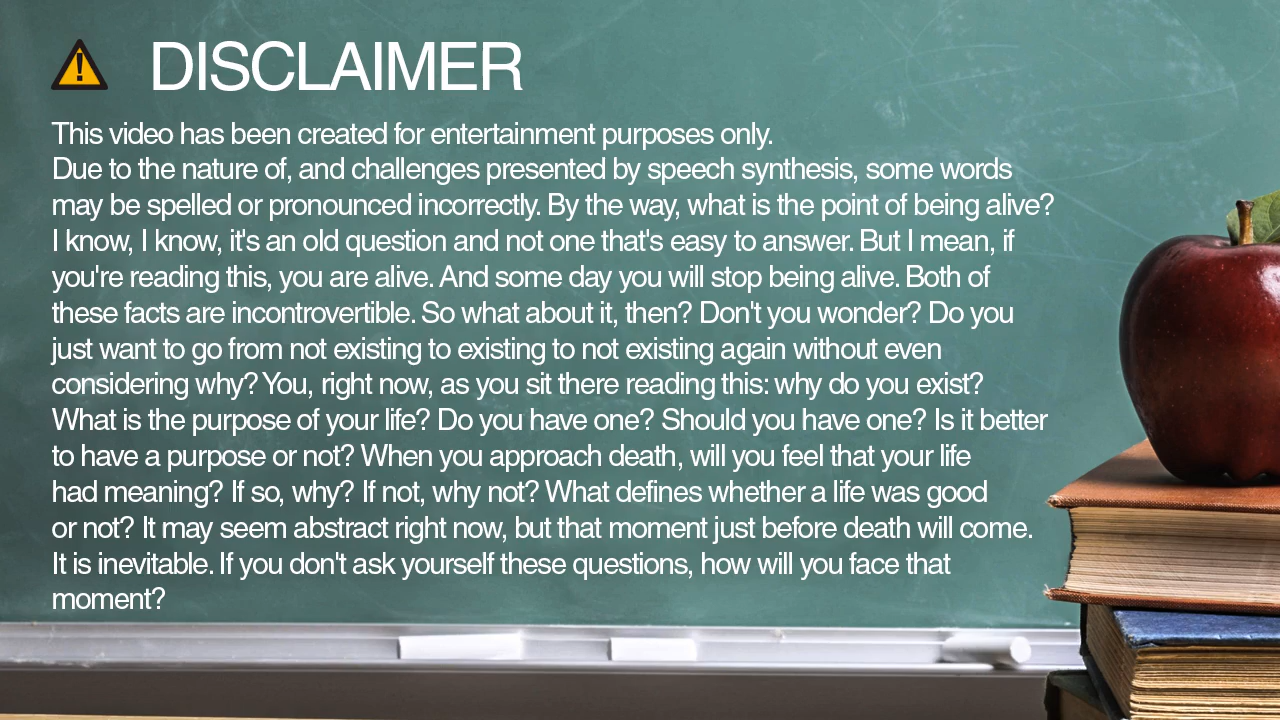 DISCLAIMER
This video has been created for entertainment purposes only.
Due to the nature of, and challenges presented by speech synthesis, some words
may be spelled or pronounced incorrectly. By the way, what is the point of being alive?
I know, I know, it's an old question and not one that's easy to answer. But I mean, if
you're reading this, you are alive. And some day you will stop being alive. Both of
these facts are incontrovertible. So what about it, then? Don't you wonder? Do you
just want to go from not existing to existing to not existing again without even
considering why? You, right now, as you sit there reading this: why do you exist?
What is the purpose of your life? Do you have one? Should you have one? Is it better
to have a purpose or not? When you approach death, will you feel that your life
had meaning? If so, why? If not, why not? What defines whether a life was good
or not? It may seem abstract right now, but that moment just before death will come.
It is inevitable. If you don't ask yourself these questions, how will you face that
moment?